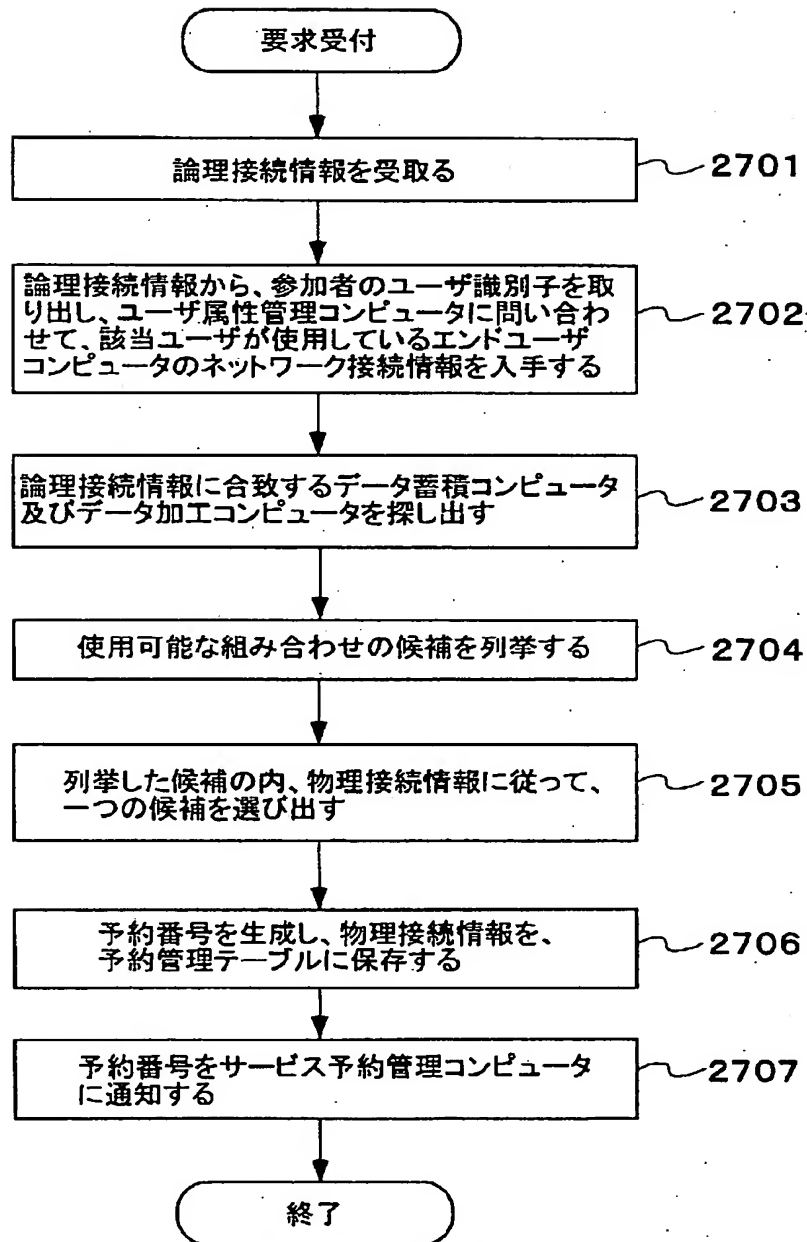 要求受付
論理接続情報を受取る
2701
論理接続情報から、参加者のユーザ識別子を取
り出し、ユーザ属性管理コンピュータに問い合わ
せて、該当ユーザが使用しているエンドユーザ
コンピュータのネットワーク接続情報を入手する
2702
論理接続情報に合致するデータ蓄積コンピュータ
及びデータ加工コンピュータを探し出す
2703
使用可能な組み合わせの候補を列挙する
2704
列挙した候補の内、物理接続情報に従って、
一つの候補を選び出す
2705
予約番号を生成し、物理接続情報を、
予約管理テーブルに保存する
2706
予約番号をサービス予約管理コンピュータ
に通知する
2707
終了